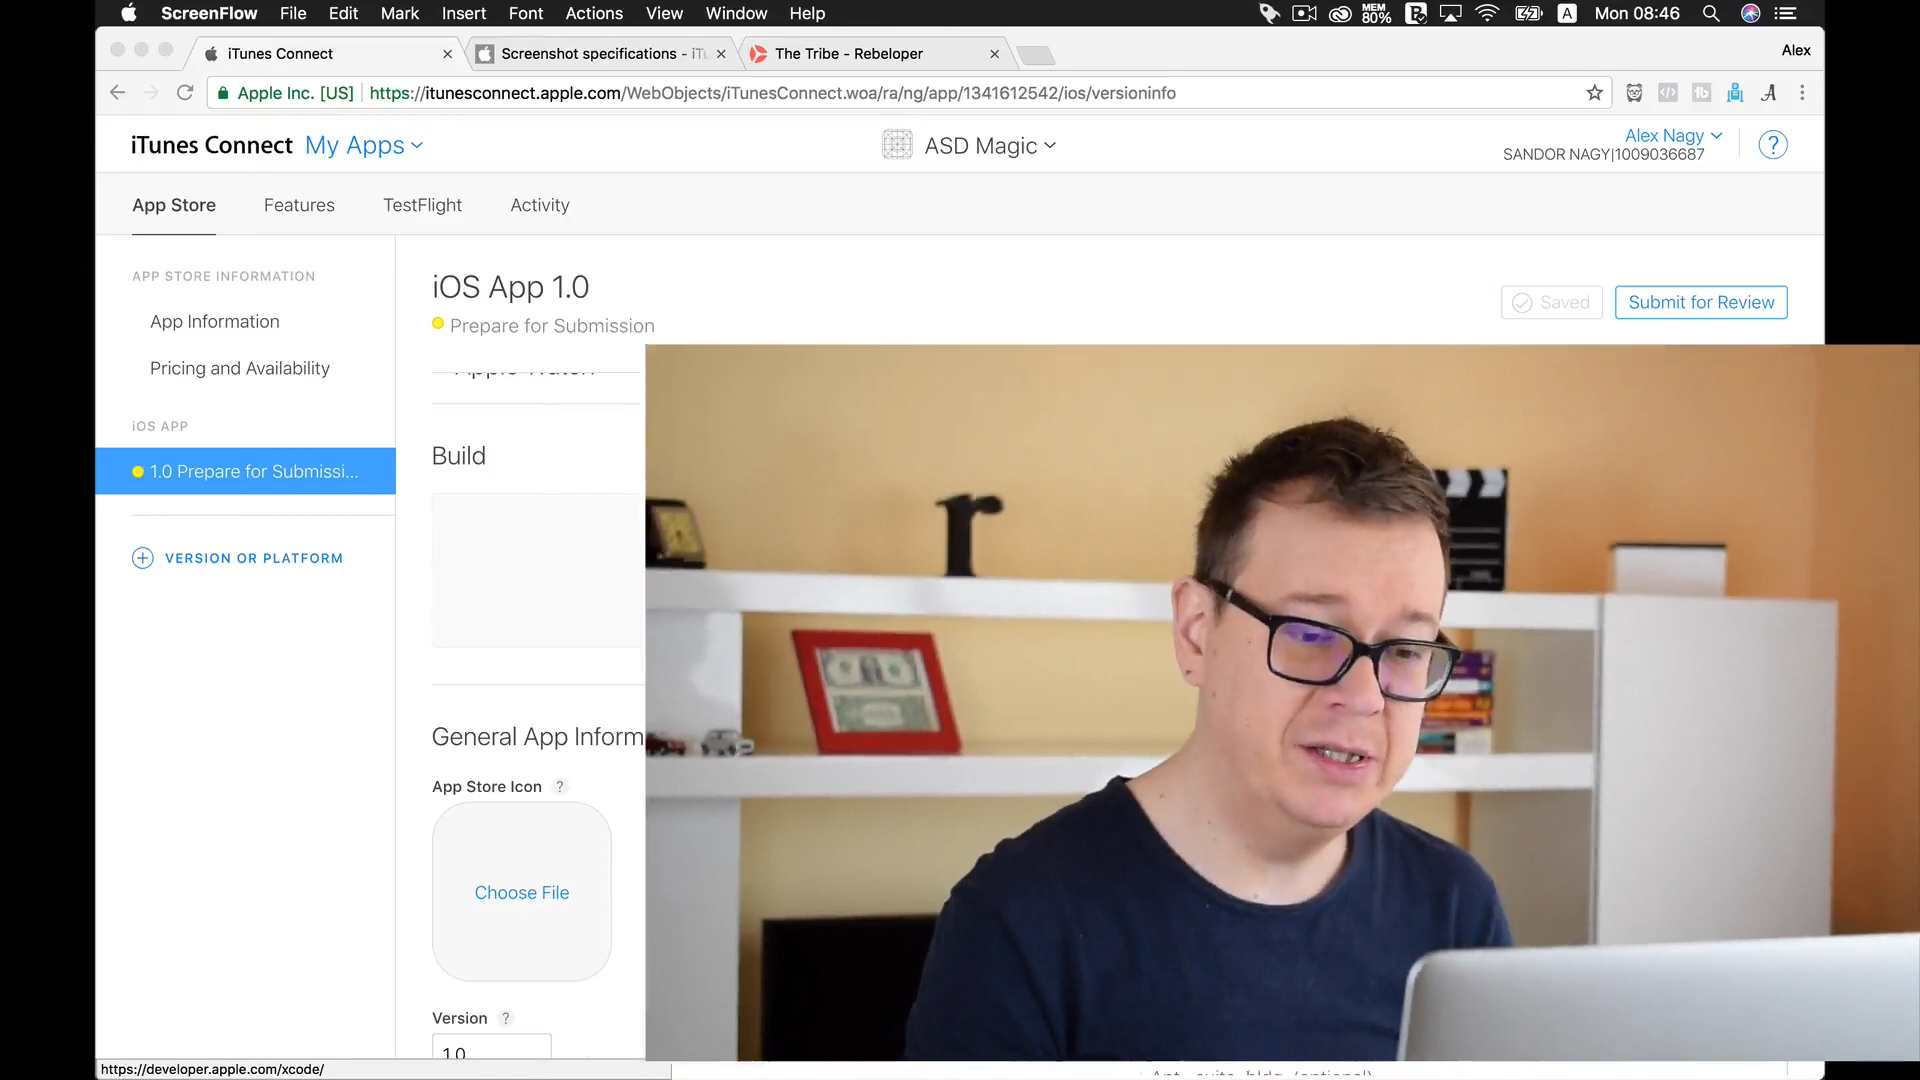 ScreenFlow File Edit Mark Insert Font Actions View Window Help MEM 80% A Mon 08:46
iTunes Connect Screenshot specifications - iTu The Tribe - Rebeloper Alex
Apple Inc. [US] https://itunesconnect.apple.com/WebObjects/iTunesConnect.woa/ra/ng/app/1341612542/ios/versioninfo
iTunes Connect My Apps ASD Magic Alex Nagy ?
SANDOR NAGY|1009036687
App Store Features TestFlight Activity
APP STORE INFORMATION
App Information
Pricing and Availability
iOS APP
1.0 Prepare for Submissi...
VERSION OR PLATFORM
iOS App 1.0
Prepare for Submission
Saved Submit for Review
Apple Watch
Build
General App Inform
App Store Icon ?
Choose File
Version ?
1.0
https://developer.apple.com/xcode/